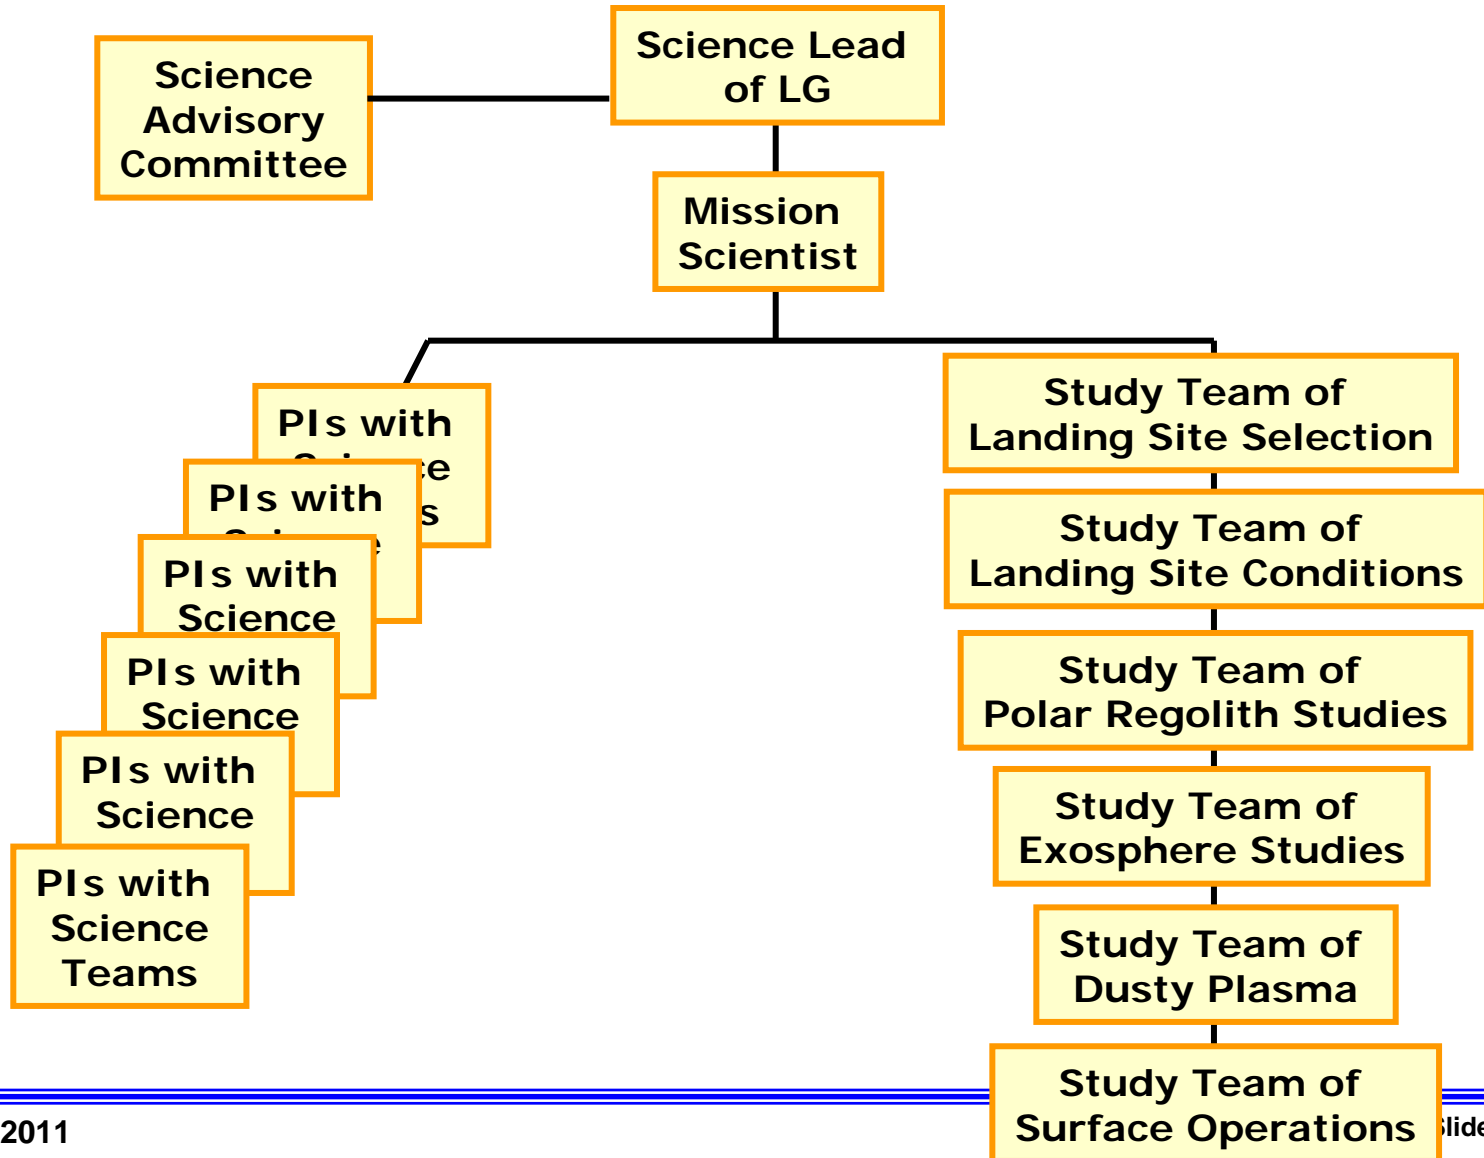 Science Lead
of LG
Science
Advisory
Committee
Mission
Scientist
PIs with
PIs with
PIs with
Science
PIs with
Science
PIs with
Science
PIs with
Science
Teams
Study Team of
Landing Site Selection
Study Team of
Landing Site Conditions
Study Team of
Polar Regolith Studies
Study Team of
Exosphere Studies
Study Team of
Dusty Plasma
Study Team of
Surface Operations
2011